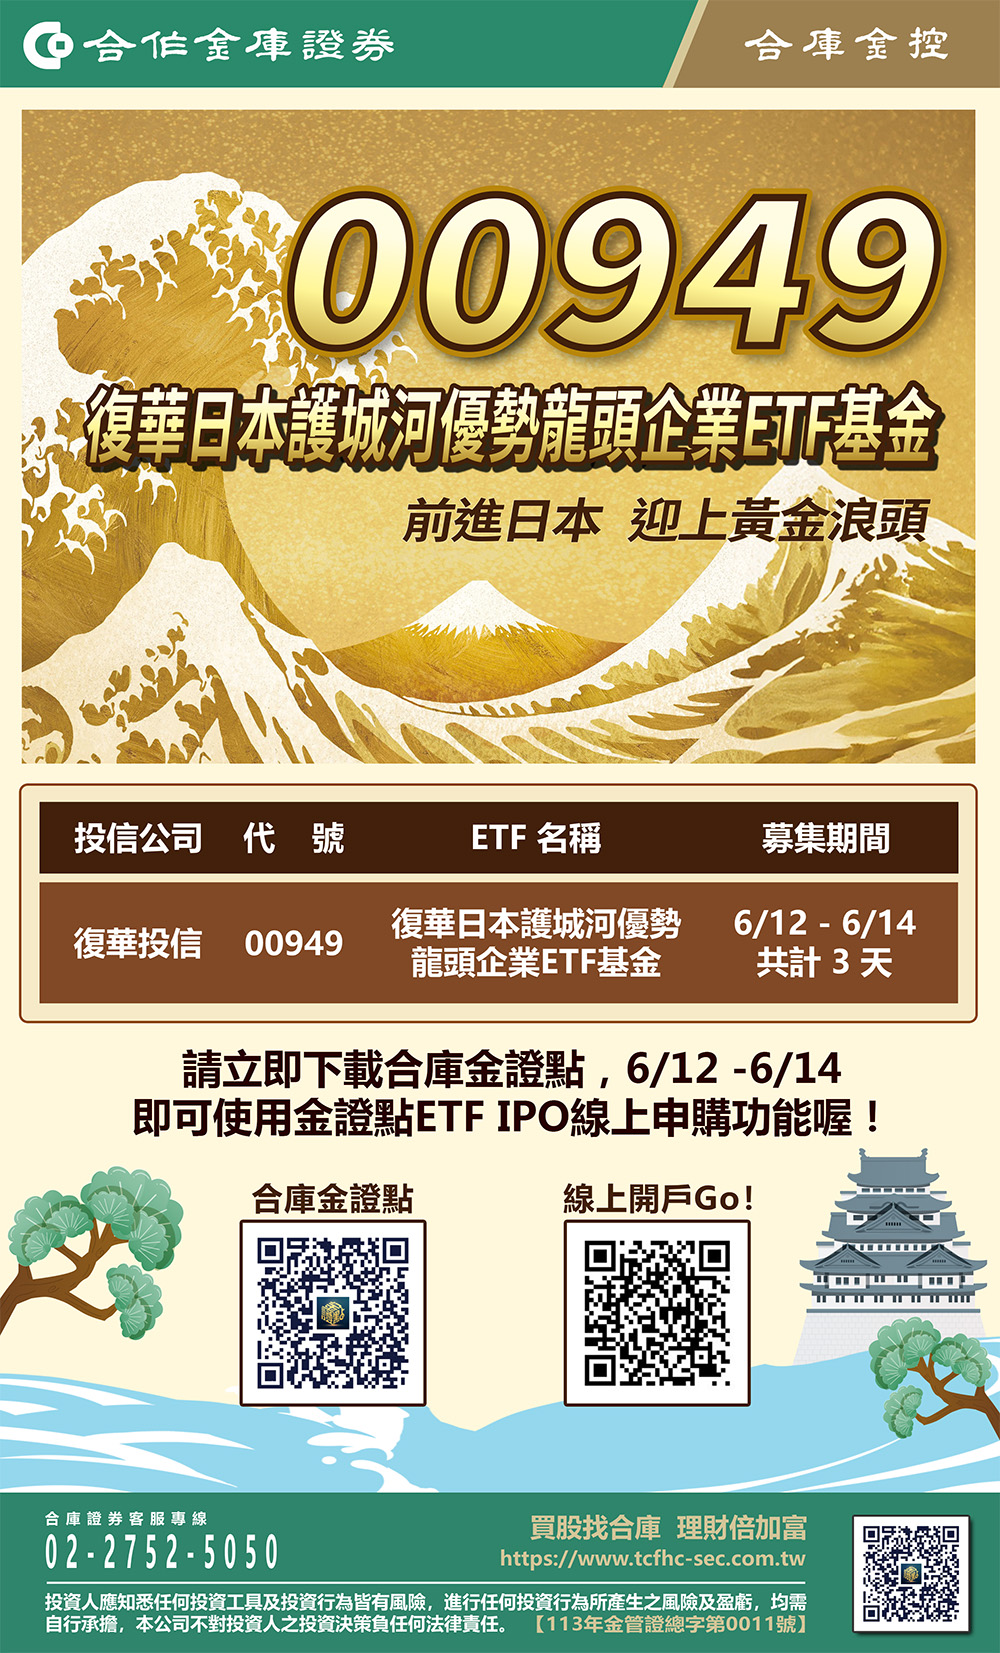 合作金庫證券
合庫金控
00949
復華日本護城河優勢龍頭企業ETF基金
前進日本 迎上黃金浪頭
投信公司 代 號 ETF 名稱 募集期間
復華投信 00949 復華日本護城河優勢 6/12 - 6/14
龍頭企業ETF基金 共計 3 天
請立即下載合庫金證點，6/12 -6/14
即可使用金證點ETF IPO線上申購功能喔！
合庫金證點 線上開戶Go!
合庫證券客服專線
02-2752-5050
買股找合庫 理財倍加富
https://www.tcfhc-sec.com.tw
投資人應知悉任何投資工具及投資行為皆有風險，進行任何投資行為所產生之風險及盈虧，均需
自行承擔，本公司不對投資人之投資決策負任何法律責任。【113年金管證總字第0011號】